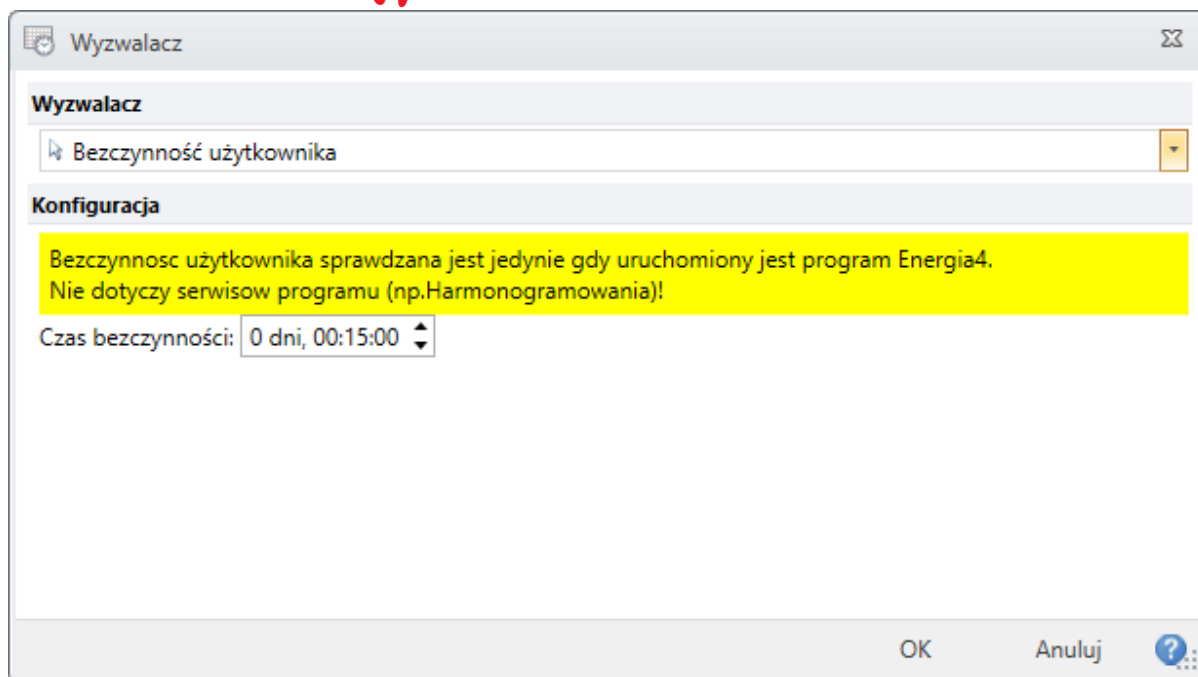 Wyzwalacz
Wyzwalacz
Bezczynność użytkownika
Konfiguracja
Bezczynnosc użytkownika sprawdzana jest jedynie gdy uruchomiony jest program Energia4.
Nie dotyczy serwisow programu (np.Harmonogramowania)!
Czas bezczynności: 0 dni, 00:15:00
OK Anuluj ?